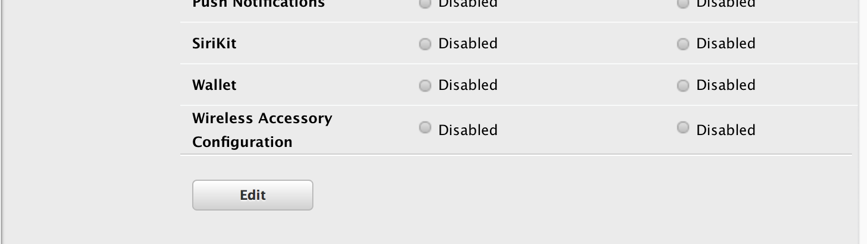 Push Notifications Disabled Disabled
SiriKit Disabled Disabled
Wallet Disabled Disabled
Wireless Accessory
Configuration Disabled Disabled
Edit